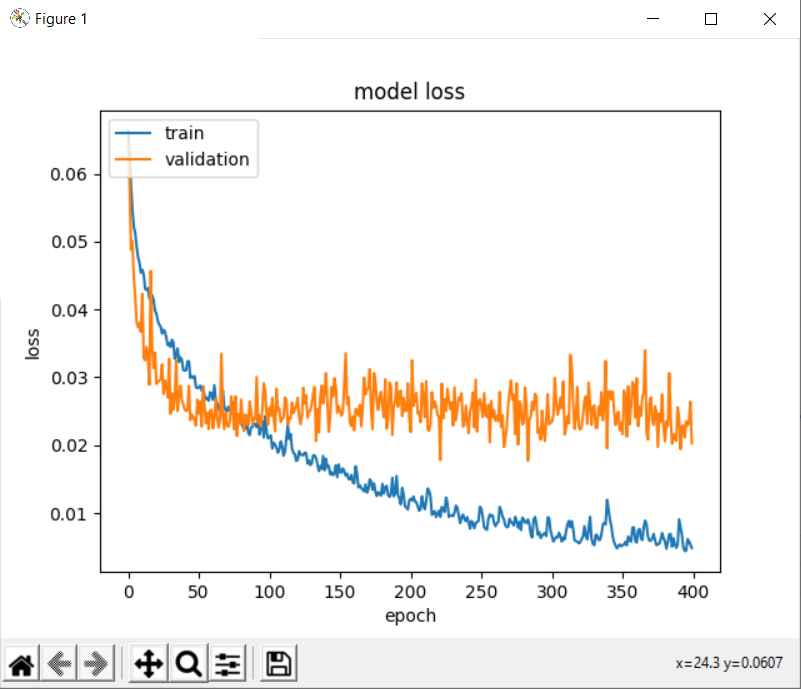 Figure 1
model loss
train
validation
0.06
0.05
0.04
0.03
0.02
0.01
loss
0 50 100 150 200 250 300 350 400
epoch
x=24.3 y=0.0607